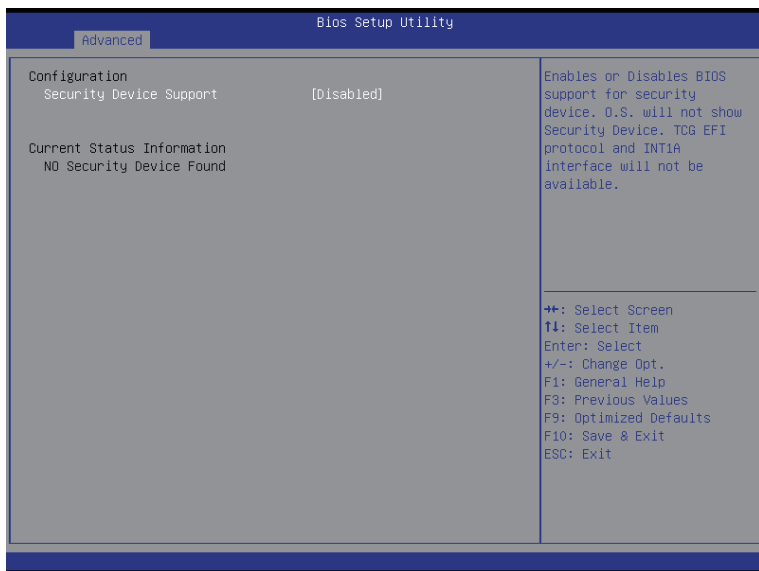 Bios Setup Utility
Advanced
Configuration
Security Device Support [Disabled]
Current Status Information
NO Security Device Found
Enables or Disables BIOS
support for security
device. O.S. will not show
Security Device. TCG EFI
protocol and INT1A
interface will not be
available.
→←: Select Screen
↑↓: Select Item
Enter: Select
+/-: Change Opt.
F1: General Help
F3: Previous Values
F9: Optimized Defaults
F10: Save & Exit
ESC: Exit